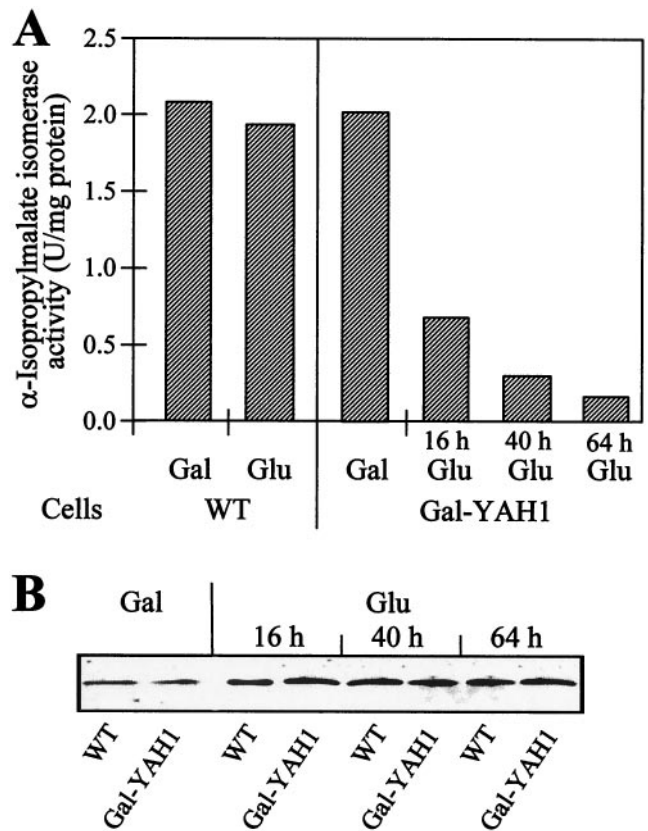 A
α-Isopropylmalate isomerase
activity (U/mg protein)
2.5
2.0
1.5
1.0
0.5
0.0
16 h 40 h 64 h
Gal Glu Gal Glu Glu Glu
Cells WT Gal-YAH1
B
Gal Glu
16 h 40 h 64 h
WT Gal-YAH1 WT Gal-YAH1 WT Gal-YAH1 WT Gal-YAH1